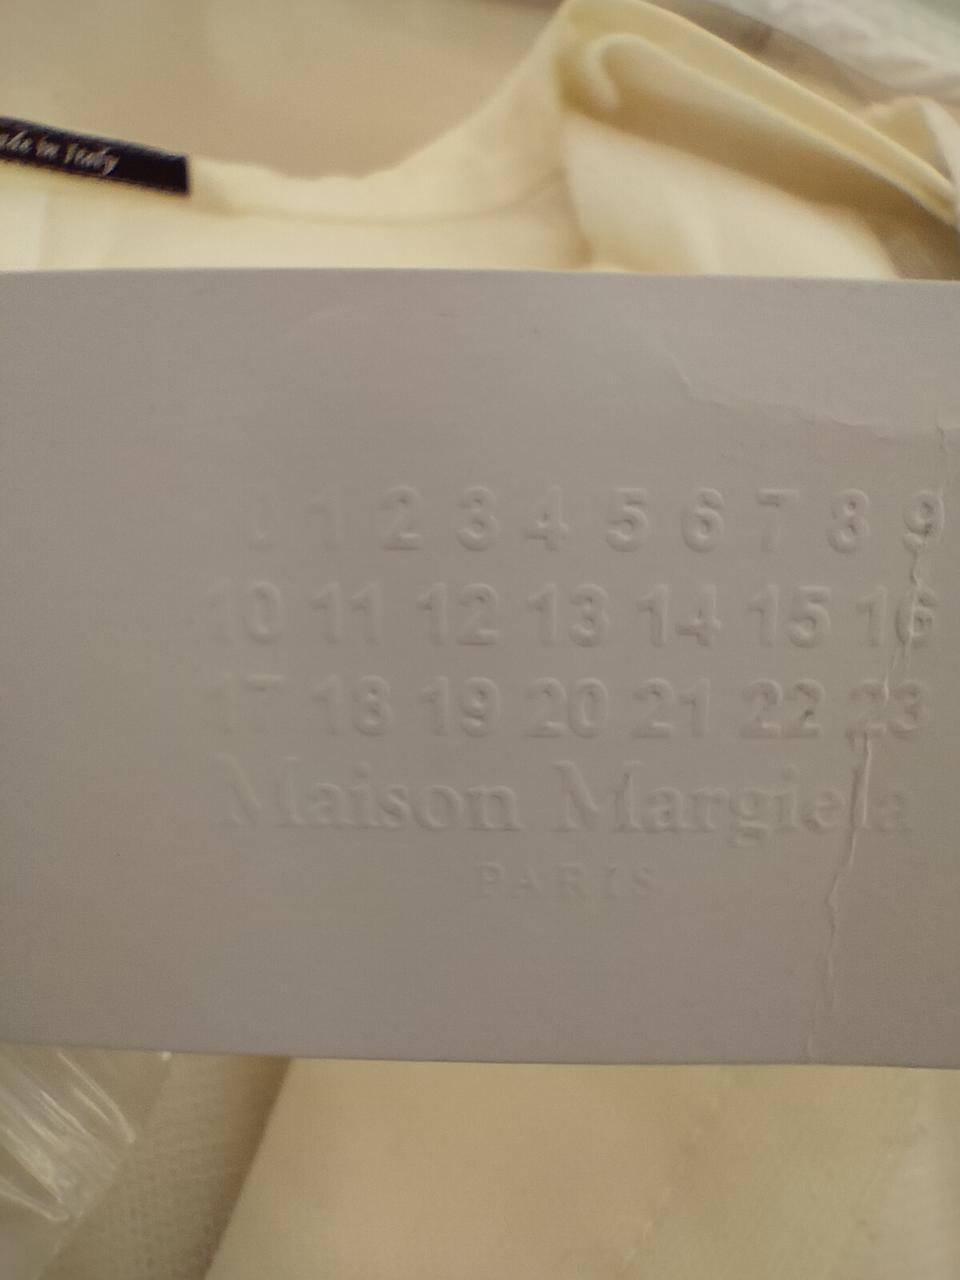 ade in Italy
0 1 2 3 4 5 6 7 8 9
10 11 12 13 14 15 16
17 18 19 20 21 22 23
Maison Margiela
PARIS